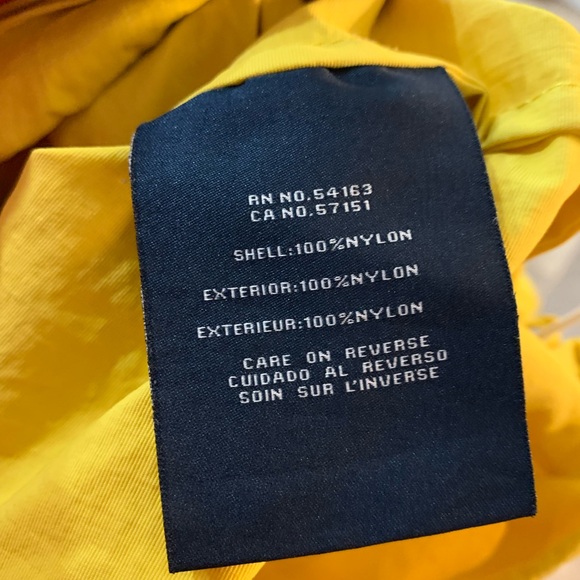 RN NO.54163
CA NO.57151
SHELL:100%NYLON
EXTERIOR:100%NYLON
EXTERIEUR:100%NYLON
CARE ON REVERSE
CUIDADO AL REVERSO
SOIN SUR L'INVERSE